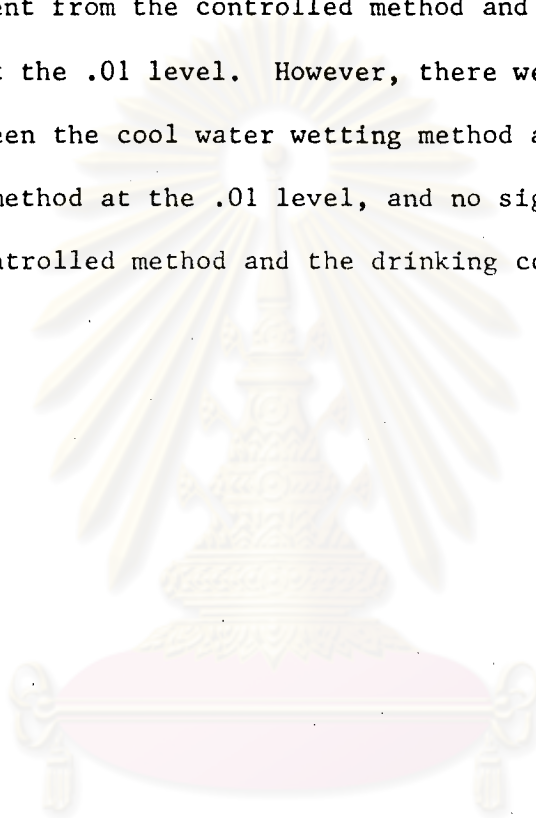 ent from the controlled method and
t the .01 level. However, there we
een the cool water wetting method a
method at the .01 level, and no sig
ntrolled method and the drinking co